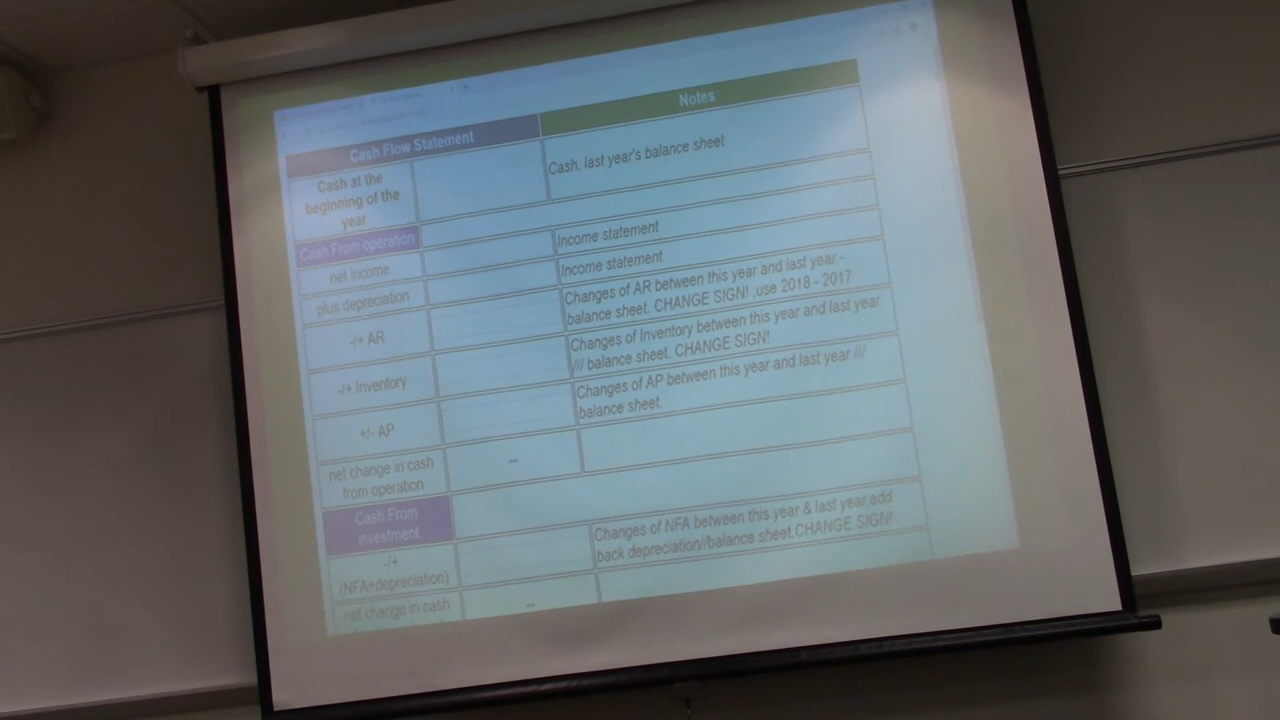 Cash Flow Statement
Notes
Cash at the
beginning of the
year
Cash, last year's balance sheet
Cash From operation
net income
Income statement
plus depreciation
Income statement
-/+ AR
Changes of AR between this year and last year -
balance sheet. CHANGE SIGN! ,use 2018 - 2017
-/+ Inventory
Changes of Inventory between this year and last year
/// balance sheet. CHANGE SIGN!
+/- AP
Changes of AP between this year and last year ///
balance sheet.
net change in cash
from operation
--
Cash From
investment
-/+
(NFA+depreciation)
Changes of NFA between this year & last year,add
back depreciation//balance sheet.CHANGE SIGN!
net change in cash
--